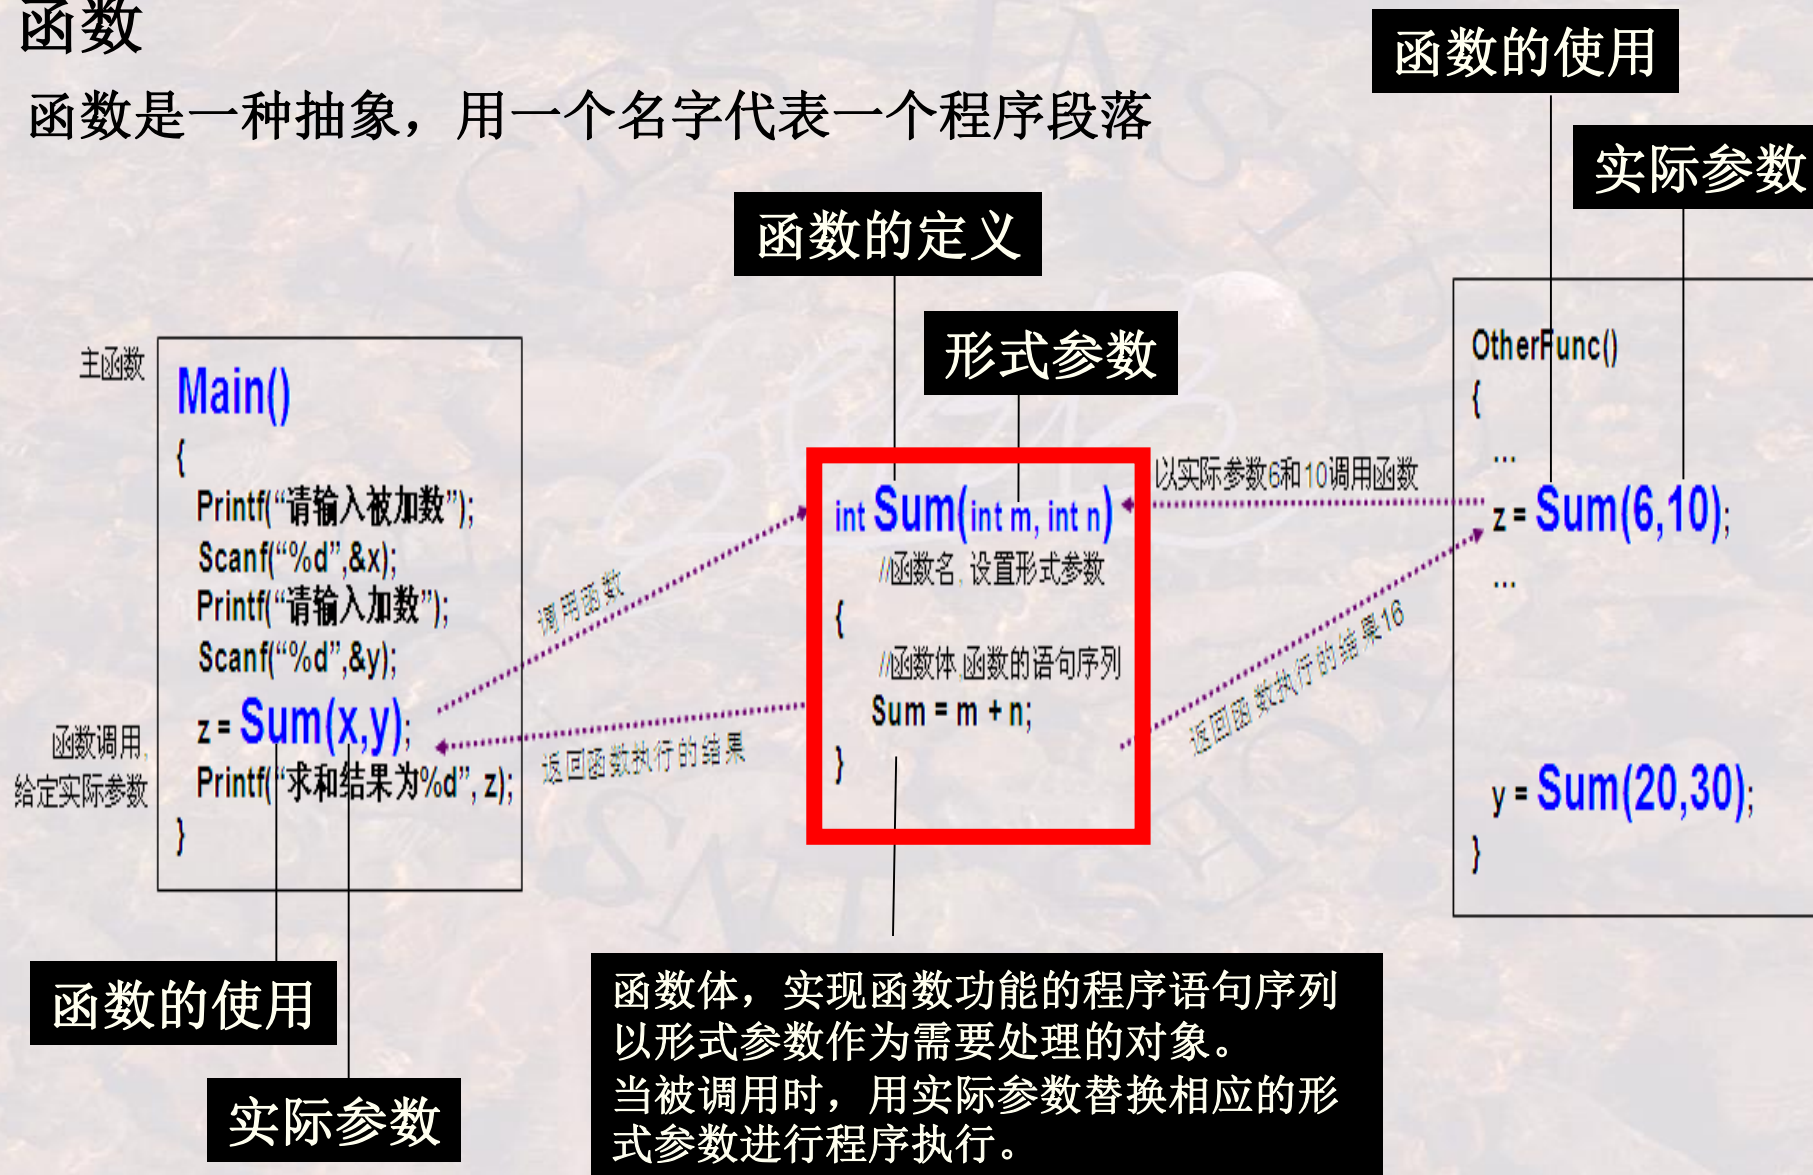 函数
函数是一种抽象，用一个名字代表一个程序段落
函数的使用
实际参数
函数的定义
形式参数
主函数
Main()
{
Printf(“请输入被加数”);
Scanf(“%d”,&x);
Printf(“请输入加数”);
Scanf(“%d”,&y);
z = Sum(x,y);
Printf(“求和结果为%d”, z);
}
函数调用,
给定实际参数
调用函数
返回函数执行的结果
int Sum(int m, int n)
//函数名, 设置形式参数
{
//函数体,函数的语句序列
Sum = m + n;
}
以实际参数6和10调用函数
返回函数执行的结果16
OtherFunc()
{
...
z = Sum(6,10);
...
y = Sum(20,30);
}
函数的使用
实际参数
函数体，实现函数功能的程序语句序列
以形式参数作为需要处理的对象。
当被调用时，用实际参数替换相应的形
式参数进行程序执行。